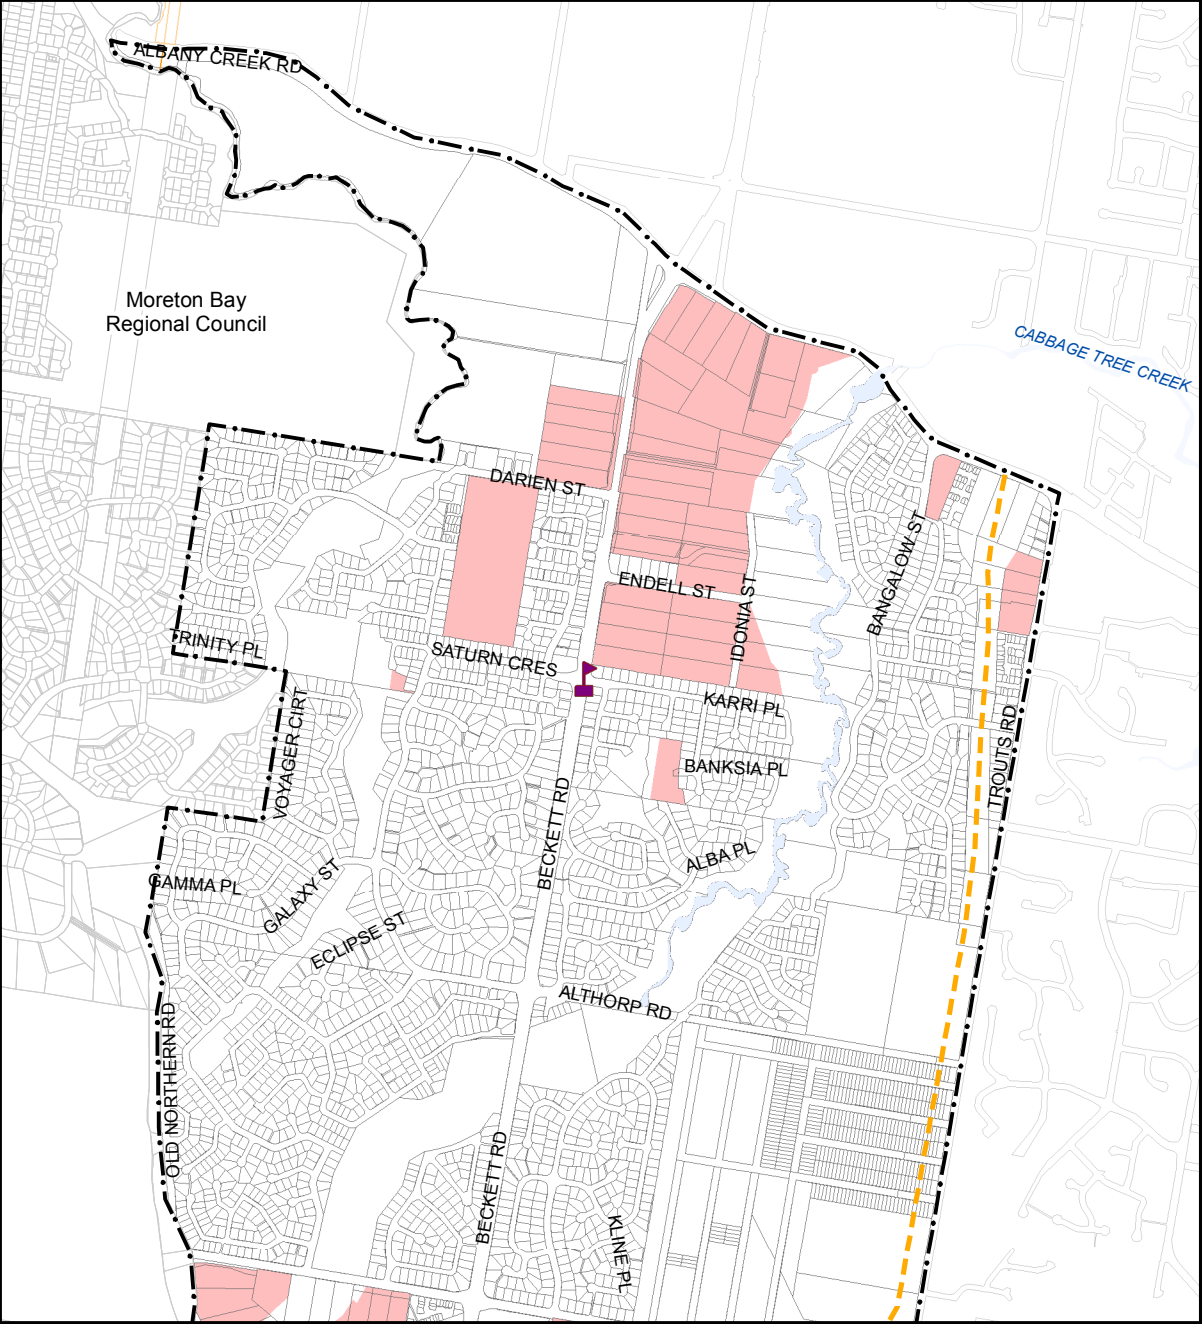 ALBANY CREEK RD
Moreton Bay
Regional Council
CABBAGE TREE CREEK
DARIEN ST
BANGALOW ST
ENDELL ST
IDONIA ST
TRINITY PL
SATURN CRES
KARRI PL
VOYAGER CIRT
TROUTS RD
BANKSIA PL
BECKETT RD
ALBA PL
GAMMA PL
GALAXY ST
ECLIPSE ST
ALTHORP RD
OLD NORTHERN RD
BECKETT RD
KLINE PL